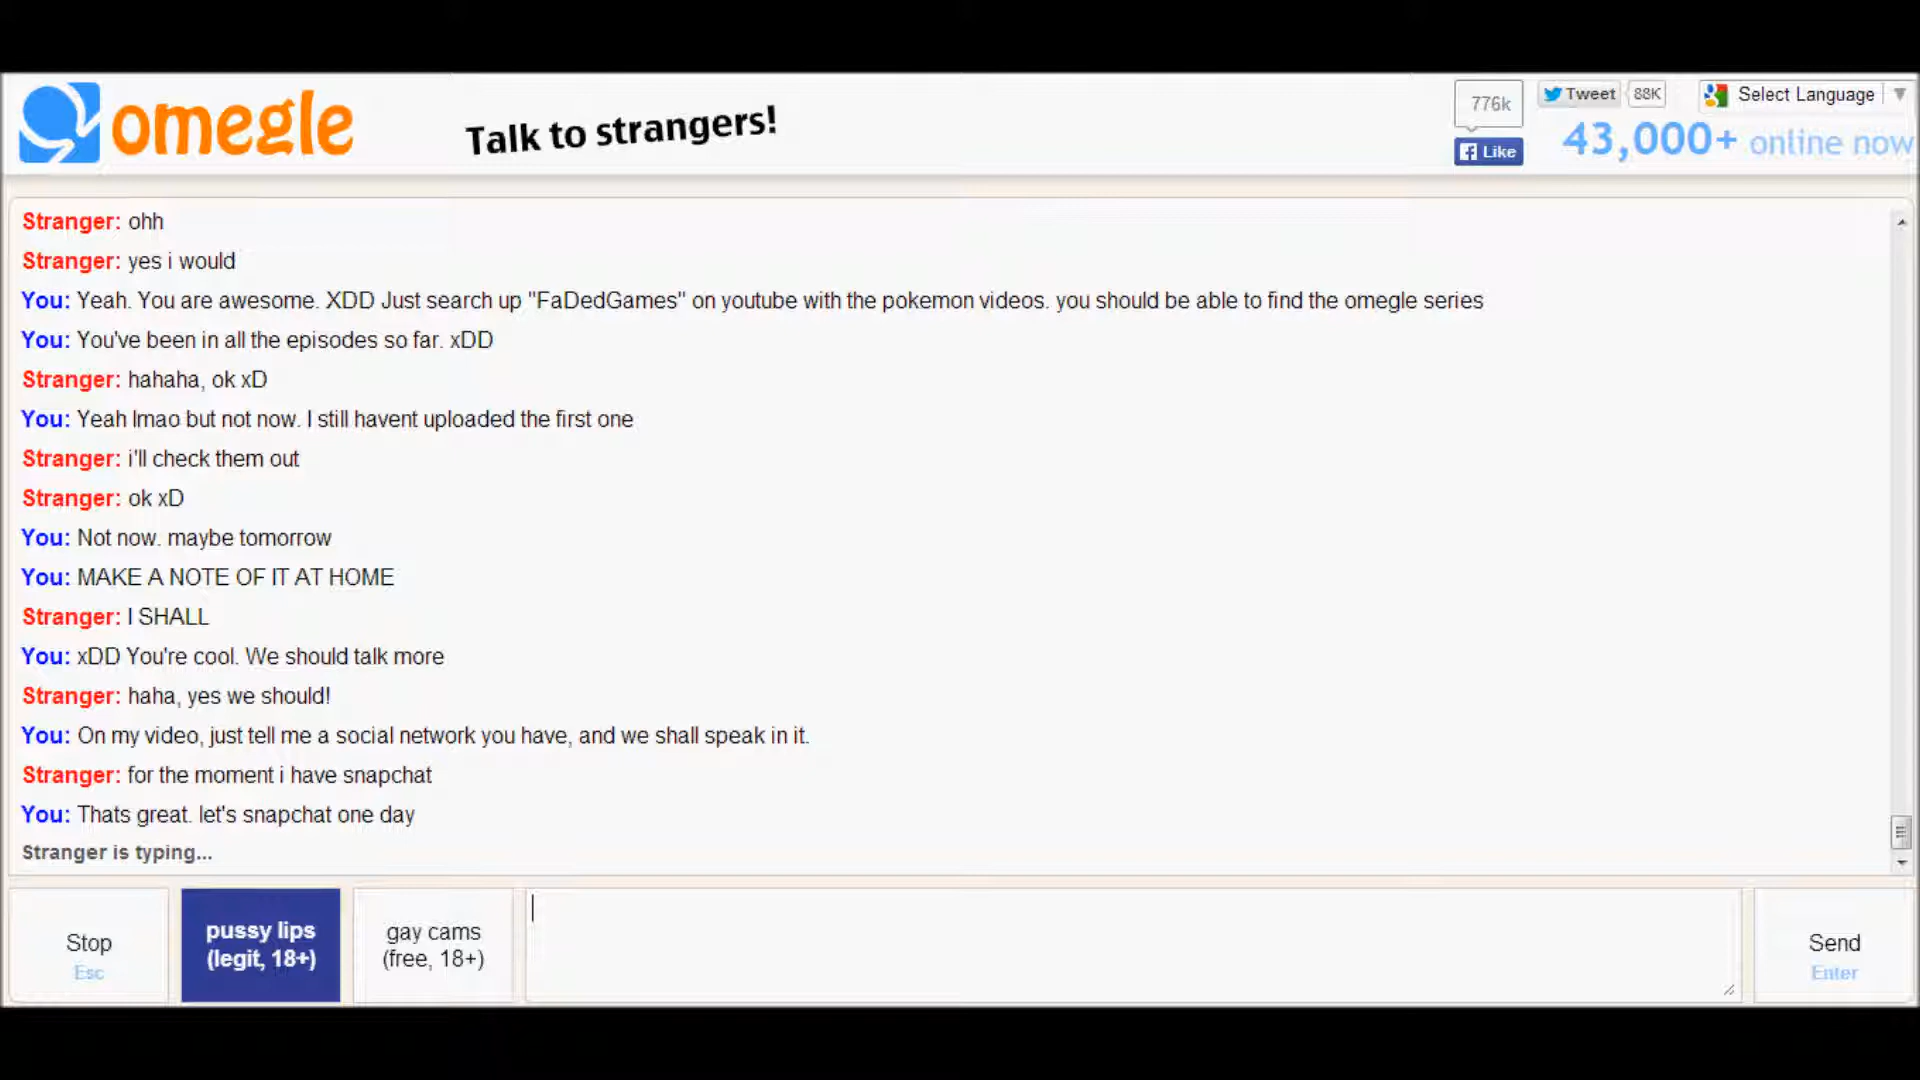 omegle
Talk to strangers!
776k
Like
Tweet
88K
Select Language
43,000+ online now
Stranger: ohh
Stranger: yes i would
You: Yeah. You are awesome. XDD Just search up "FaDedGames" on youtube with the pokemon videos. you should be able to find the omegle series
You: You've been in all the episodes so far. xDD
Stranger: hahaha, ok xD
You: Yeah lmao but not now. I still havent uploaded the first one
Stranger: i'll check them out
Stranger: ok xD
You: Not now. maybe tomorrow
You: MAKE A NOTE OF IT AT HOME
Stranger: I SHALL
You: xDD You're cool. We should talk more
Stranger: haha, yes we should!
You: On my video, just tell me a social network you have, and we shall speak in it.
Stranger: for the moment i have snapchat
You: Thats great. let's snapchat one day
Stranger is typing...
Stop
Esc
pussy lips
(legit, 18+)
gay cams
(free, 18+)
Send
Enter